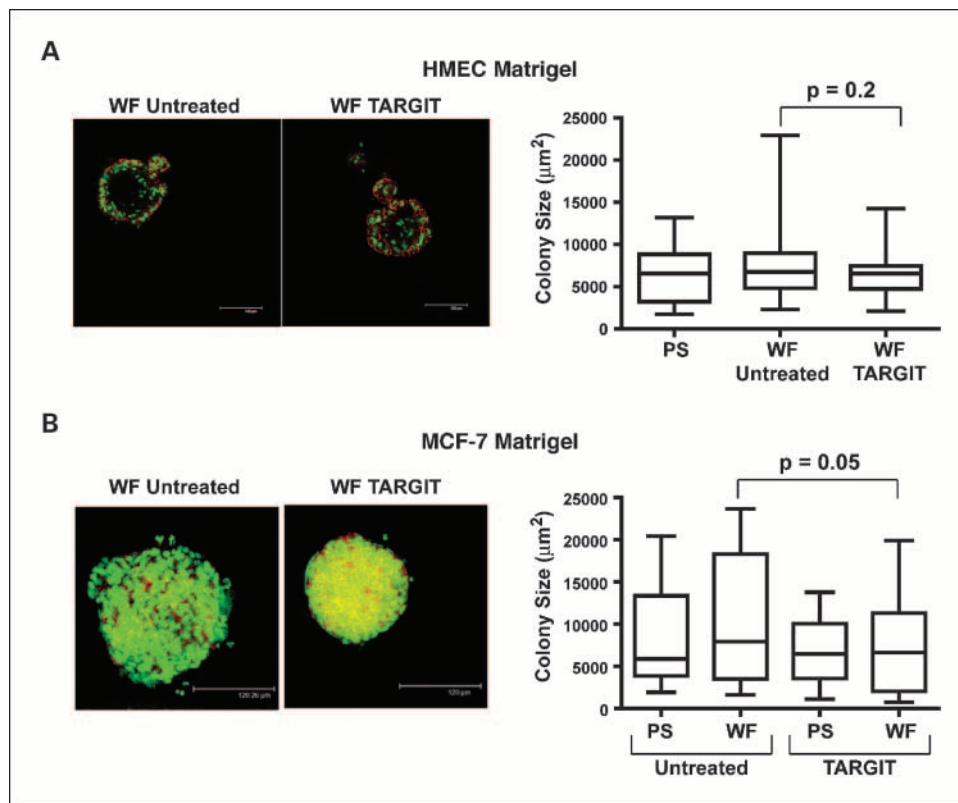 A
HMEC Matrigel
WF Untreated
WF TARGIT
p = 0.2
Colony Size (μm²)
25000
20000
15000
10000
5000
0
PS
WF
Untreated
WF
TARGIT
B
MCF-7 Matrigel
WF Untreated
WF TARGIT
120.26 μm
120 μm
p = 0.05
Colony Size (μm²)
25000
20000
15000
10000
5000
0
PS
WF
PS
WF
Untreated
TARGIT